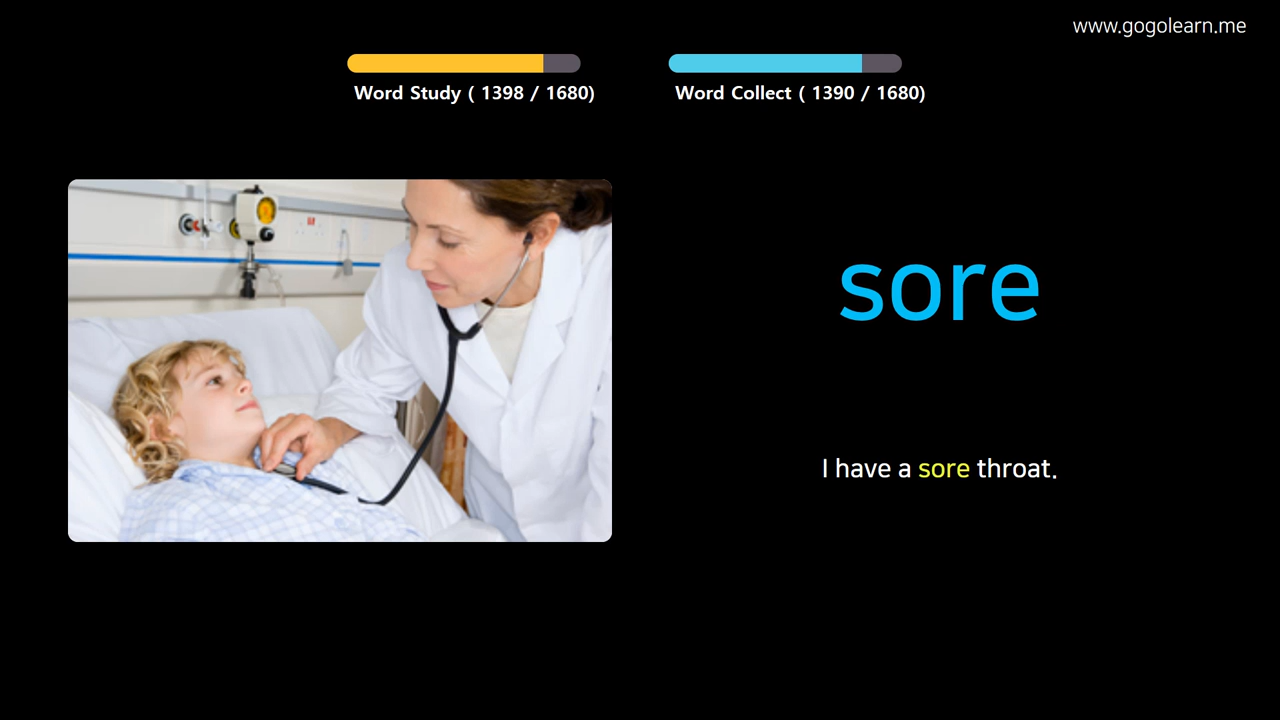 www.gogolearn.me
Word Study ( 1398 / 1680)
Word Collect ( 1390 / 1680)
sore
I have a sore throat.